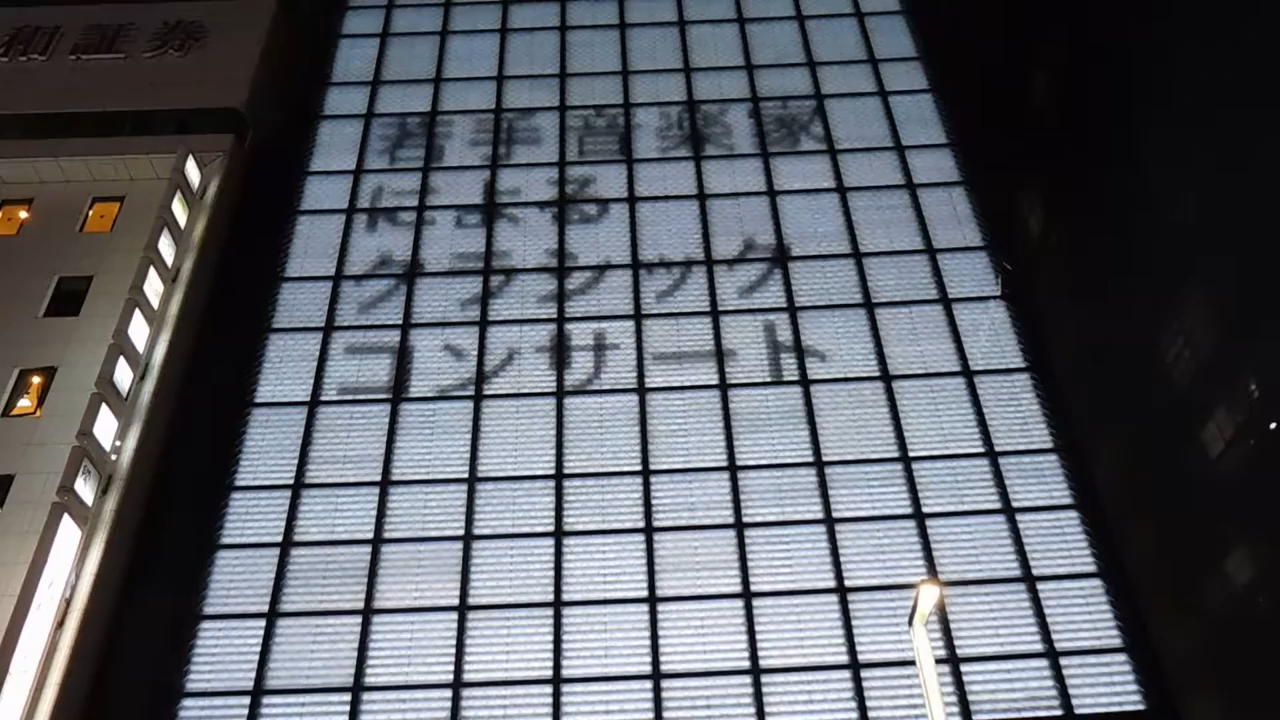 和証券
若手音楽家
による
クラシック
コンサート